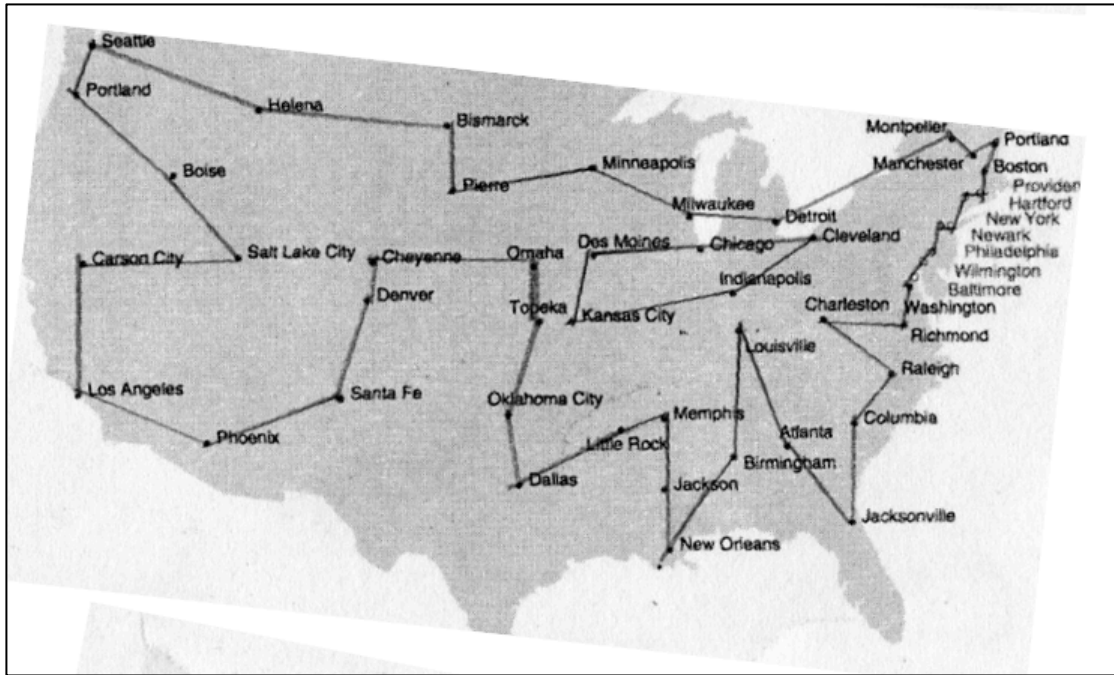 Seattle
Portland
Helena
Bismarck
Montpelier
Portland
Boise
Minneapolis
Manchester
Boston
Pierre
Providen
Milwaukee
Hartford
Detroit
New York
Carson City
Salt Lake City
Cheyenne
Omaha
Des Moines
Chicago
Cleveland
Newark
Philadelphia
Denver
Indianapolis
Wilmington
Baltimore
Topeka
Kansas City
Charleston
Washington
Richmond
Louisville
Los Angeles
Santa Fe
Raleigh
Oklahoma City
Memphis
Columbia
Phoenix
Little Rock
Atlanta
Birmingham
Dallas
Jackson
Jacksonville
New Orleans